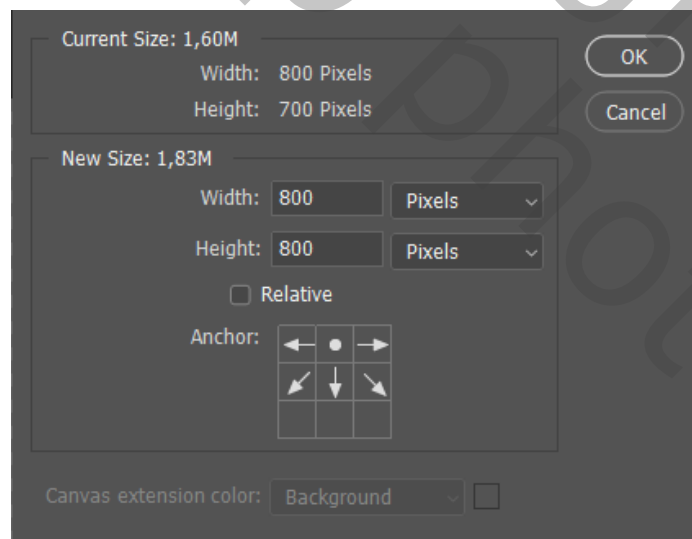 Current Size: 1,60M
Width: 800 Pixels
Height: 700 Pixels
OK
Cancel
New Size: 1,83M
Width: 800 Pixels
Height: 800 Pixels
Relative
Anchor:
Canvas extension color: Background